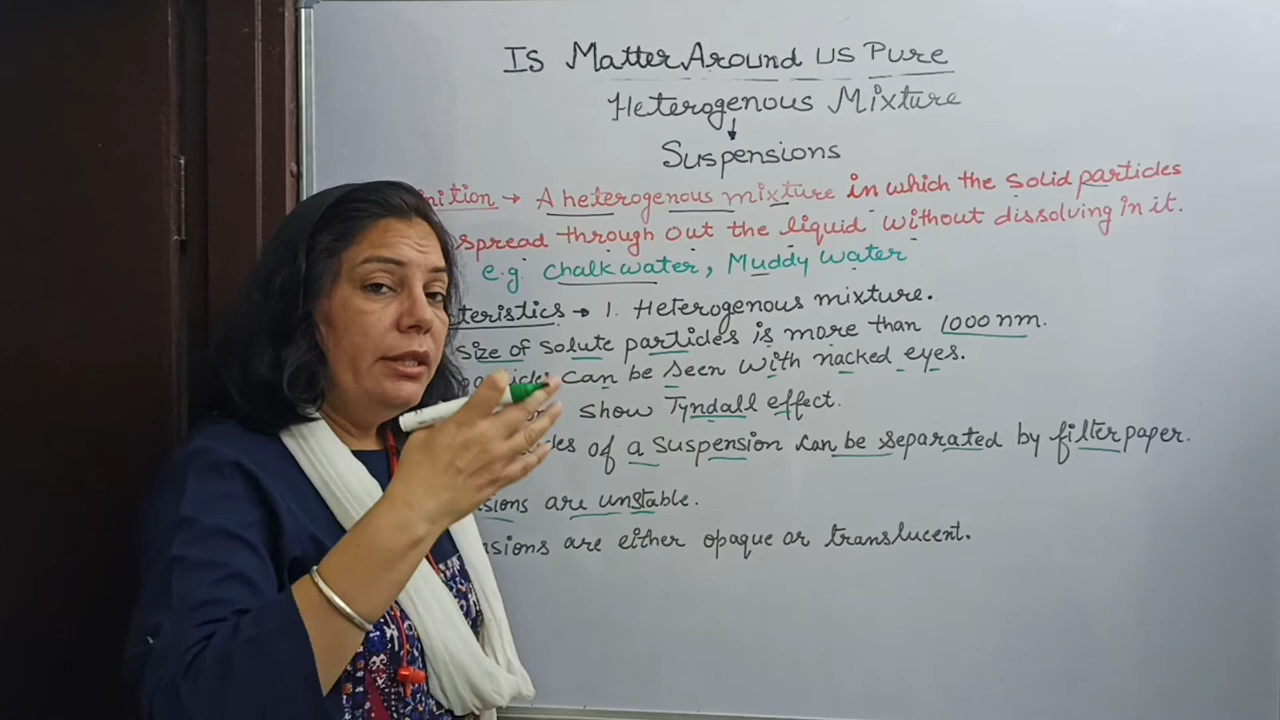 Is Matter Around us Pure
Heterogenous Mixture
Suspensions
nition → A heterogenous mixture in which the solid particles
spread through out the liquid without dissolving in it.
e.g. chalk water, Muddy water
teristics → 1. Heterogenous mixture.
size of solute particles is more than 1000 nm.
can be seen with nacked eyes.
show Tyndall effect.
les of a suspension can be separated by filter paper.
sions are unstable.
nsions are either opaque or translucent.